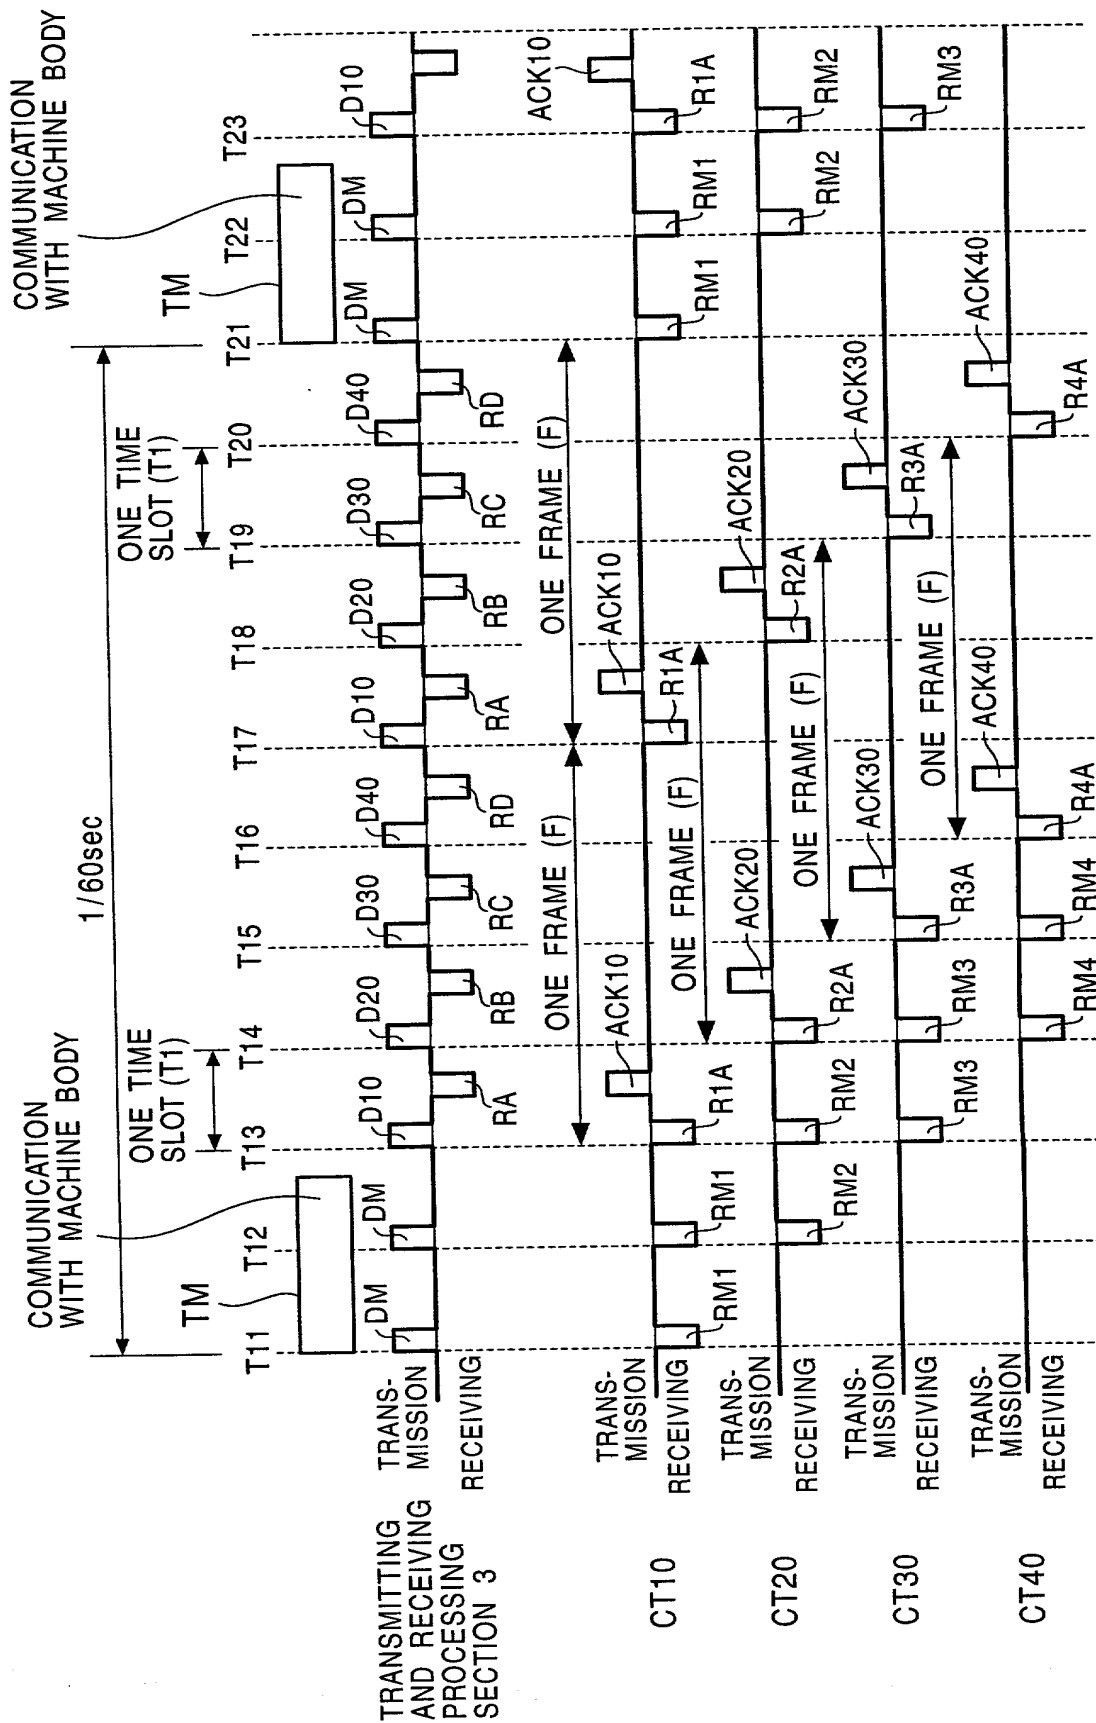 COMMUNICATION
WITH MACHINE BODY
COMMUNICATION
WITH MACHINE BODY
1/60sec
TM
ONE TIME
SLOT (T1)
ONE TIME
SLOT (T1)
TM
T11
T12
T13
T14
T15
T16
T17
T18
T19
T20
T21
T22
T23
TRANSMITTING
AND RECEIVING
PROCESSING
SECTION 3
TRANS-
MISSION
RECEIVING
DM
DM
D10
D20
D30
D40
D10
D20
D30
D40
DM
DM
D10
RA
RB
RC
RD
RA
RB
RC
RD
ONE FRAME (F)
ONE FRAME (F)
CT10
TRANS-
MISSION
RECEIVING
ACK10
ACK10
ACK10
RM1
RM1
R1A
R1A
RM1
RM1
R1A
ONE FRAME (F)
CT20
TRANS-
MISSION
RECEIVING
ACK20
ACK20
RM2
RM2
R2A
R2A
RM2
RM2
ONE FRAME (F)
CT30
TRANS-
MISSION
RECEIVING
ACK30
ACK30
RM3
RM3
R3A
R3A
RM3
ONE FRAME (F)
CT40
TRANS-
MISSION
RECEIVING
ACK40
ACK40
RM4
RM4
R4A
R4A